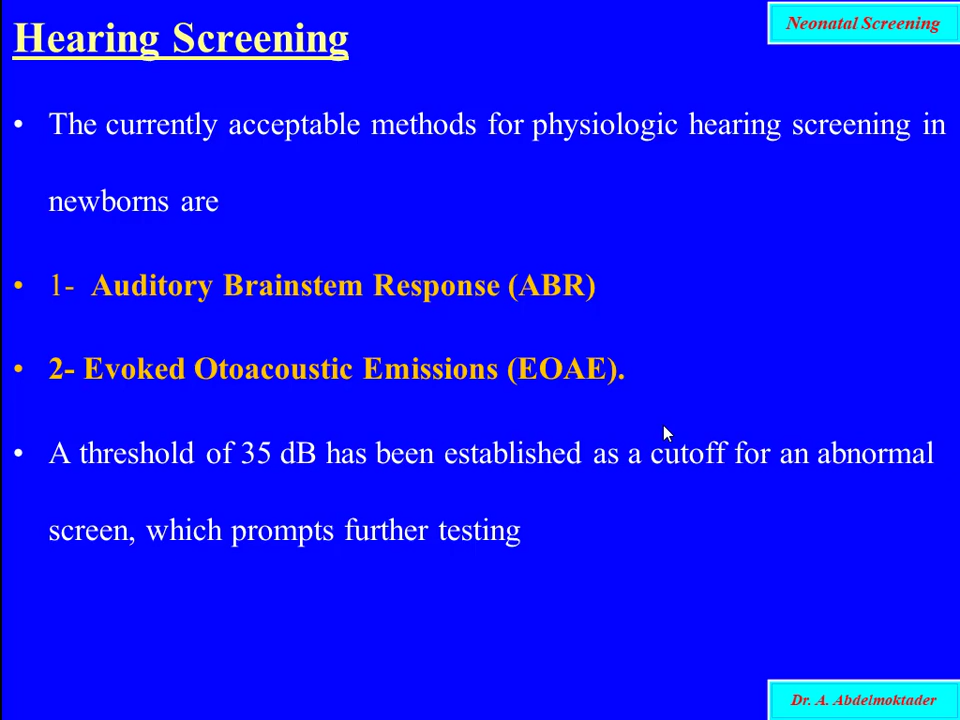 Hearing Screening
Neonatal Screening
• The currently acceptable methods for physiologic hearing screening in
newborns are
• 1- Auditory Brainstem Response (ABR)
• 2- Evoked Otoacoustic Emissions (EOAE).
• A threshold of 35 dB has been established as a cutoff for an abnormal
screen, which prompts further testing
Dr. A. Abdelmoktader